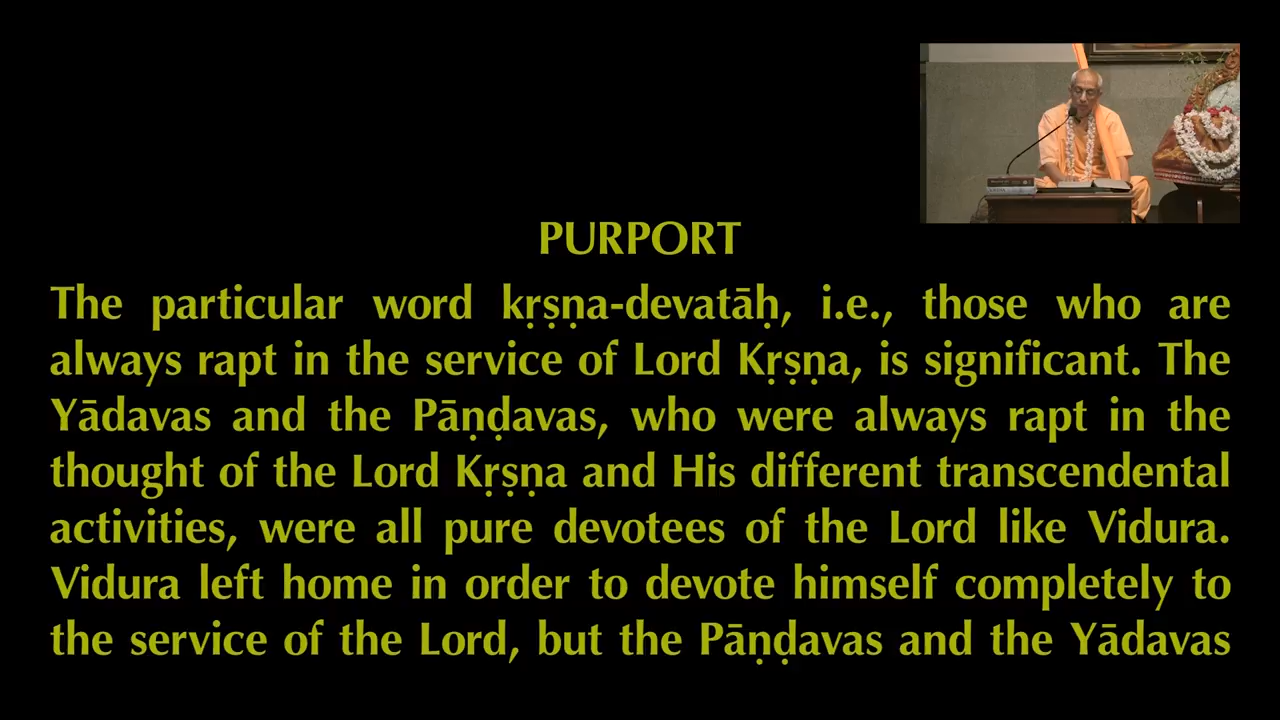 PURPORT
The particular word kṛṣṇa-devatāḥ, i.e., those who are
always rapt in the service of Lord Kṛṣṇa, is significant. The
Yādavas and the Pāṇḍavas, who were always rapt in the
thought of the Lord Kṛṣṇa and His different transcendental
activities, were all pure devotees of the Lord like Vidura.
Vidura left home in order to devote himself completely to
the service of the Lord, but the Pāṇḍavas and the Yādavas